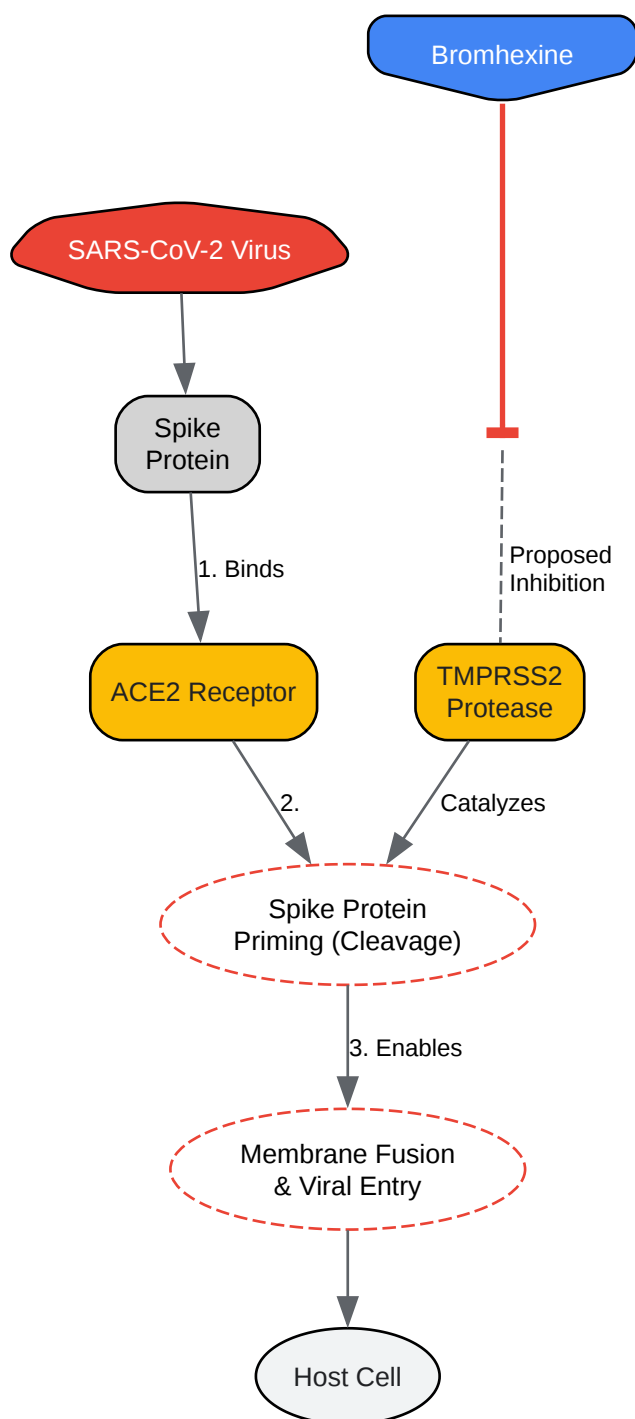 Bromhexine
SARS-CoV-2 Virus
Spike
Protein
1. Binds
Proposed
Inhibition
ACE2 Receptor
TMPRSS2
Protease
2.
Catalyzes
Spike Protein
Priming (Cleavage)
3. Enables
Membrane Fusion
& Viral Entry
Host Cell